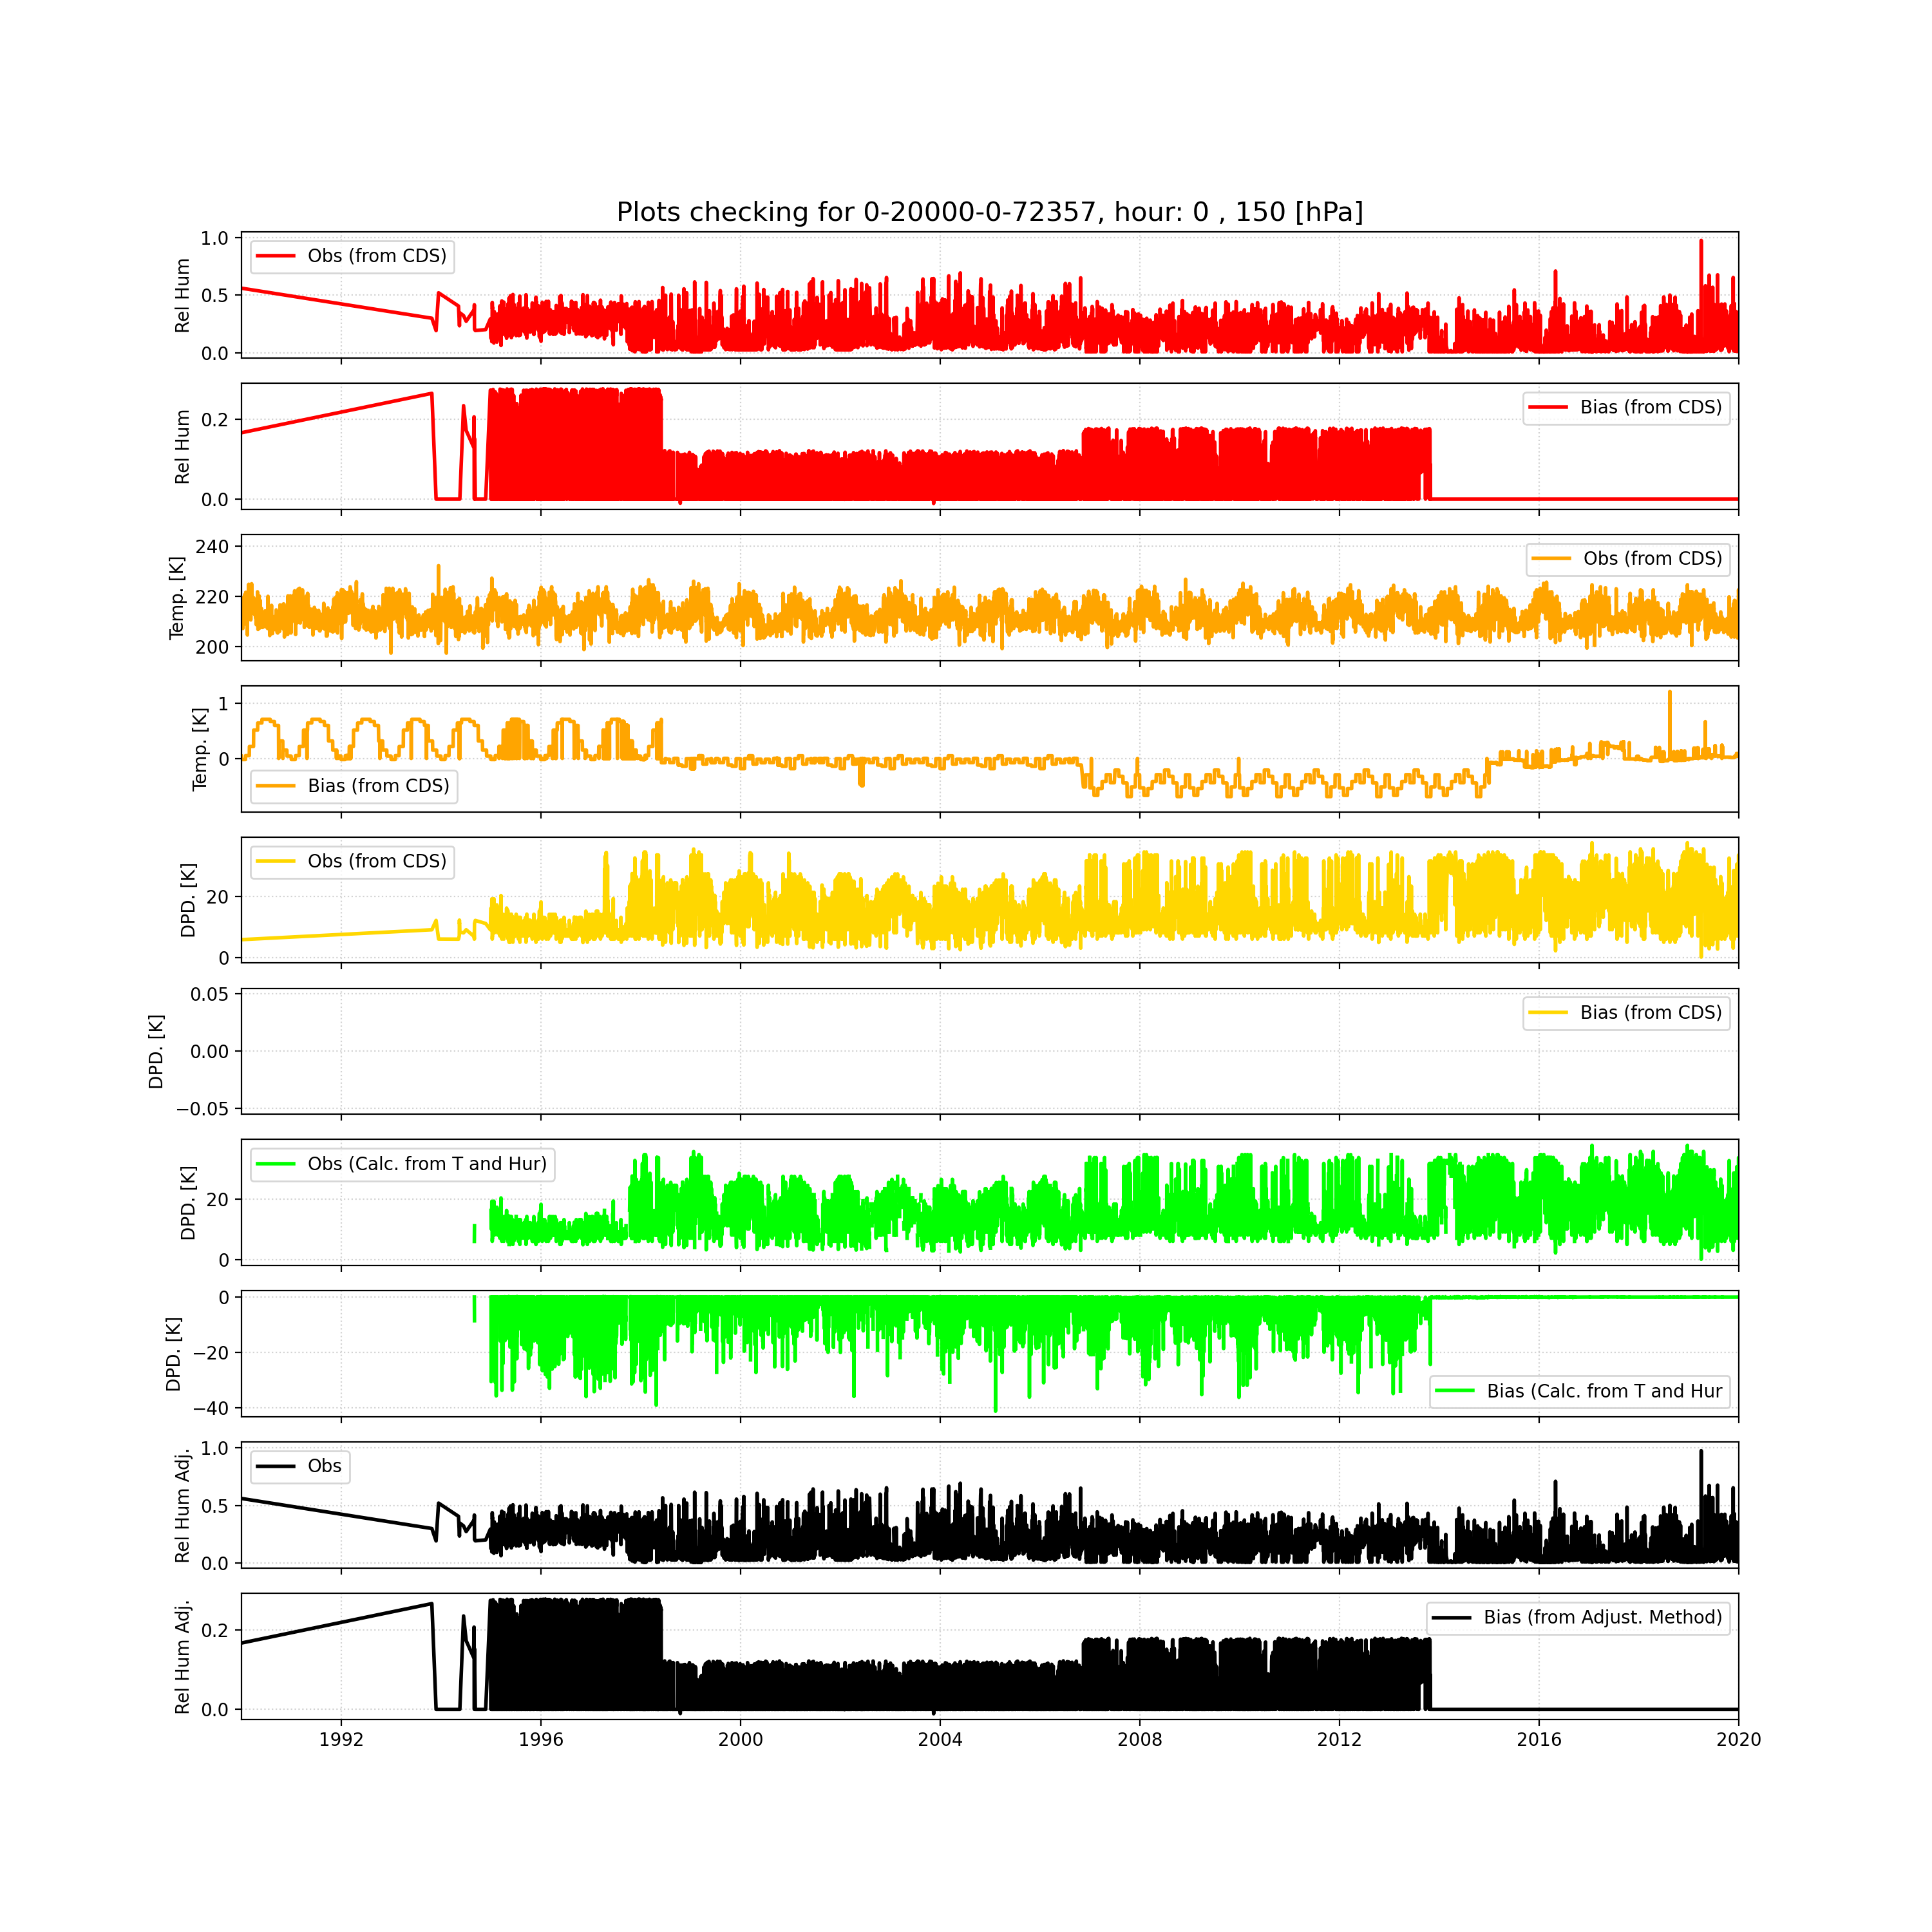 Plots checking for 0-20000-0-72357, hour: 0 , 150 [hPa]
Rel Hum
1.0
0.5
0.0
Obs (from CDS)
Rel Hum
0.2
0.0
Bias (from CDS)
Temp. [K]
240
220
200
Obs (from CDS)
Temp. [K]
1
0
Bias (from CDS)
DPD. [K]
20
0
Obs (from CDS)
DPD. [K]
0.05
0.00
−0.05
Bias (from CDS)
DPD. [K]
20
0
Obs (Calc. from T and Hur)
DPD. [K]
0
−20
−40
Bias (Calc. from T and Hur
Rel Hum Adj.
1.0
0.5
0.0
Obs
Rel Hum Adj.
0.2
0.0
Bias (from Adjust. Method)
1992 1996 2000 2004 2008 2012 2016 2020